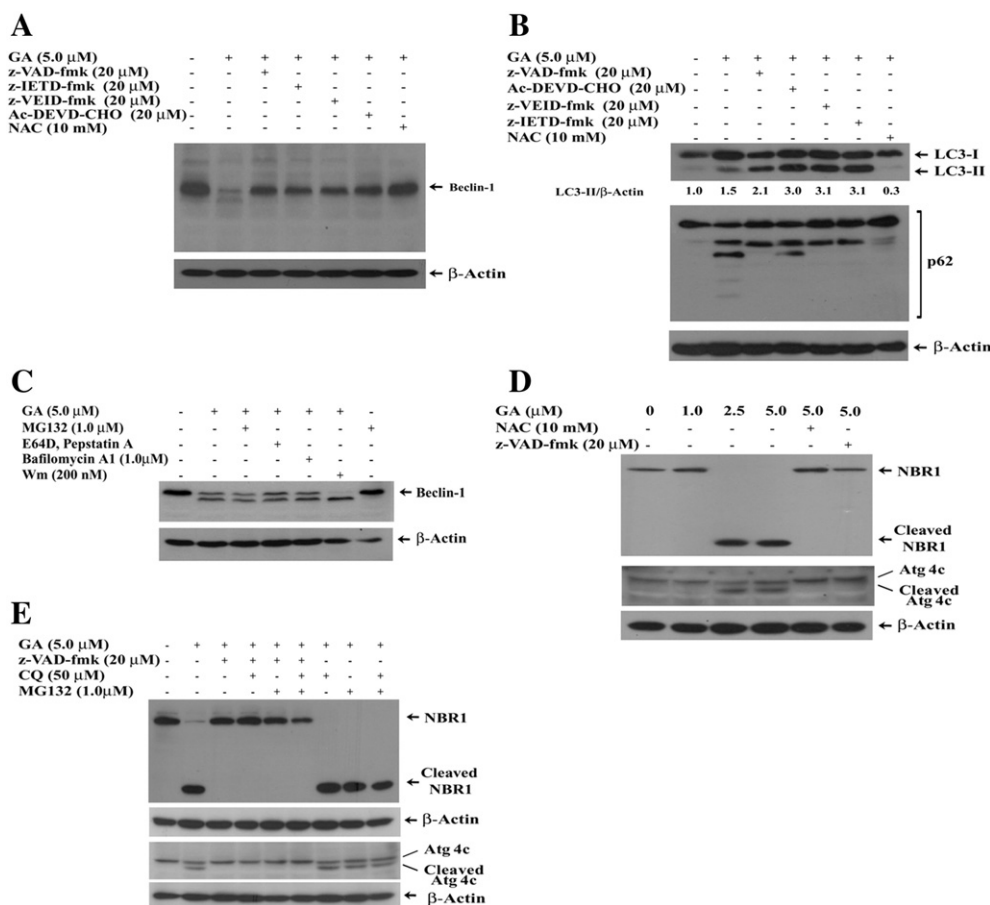 A
GA (5.0 μM) - + + + + + +
z-VAD-fmk (20 μM) - - + - - - -
z-IETD-fmk (20 μM) - - - + - - -
z-VEID-fmk (20 μM) - - - - + - -
Ac-DEVD-CHO (20 μM) - - - - - + -
NAC (10 mM) - - - - - - +
Beclin-1
β-Actin
B
GA (5.0 μM) - + + + + + +
z-VAD-fmk (20 μM) - - + - - - -
Ac-DEVD-CHO (20 μM) - - - + - - -
z-VEID-fmk (20 μM) - - - - + - -
z-IETD-fmk (20 μM) - - - - - + -
NAC (10 mM) - - - - - - +
LC3-I
LC3-II
LC3-II/β-Actin 1.0 1.5 2.1 3.0 3.1 3.1 0.3
p62
β-Actin
C
GA (5.0 μM) - + + + + + -
MG132 (1.0 μM) - - + - - - +
E64D, Pepstatin A - - - + - - -
Bafilomycin A1 (1.0μM) - - - - + - -
Wm (200 nM) - - - - - + -
Beclin-1
β-Actin
D
GA (μM) 0 1.0 2.5 5.0 5.0 5.0
NAC (10 mM) - - - - + -
z-VAD-fmk (20 μM) - - - - - +
NBR1
Cleaved
NBR1
Atg 4c
Cleaved
Atg 4c
β-Actin
E
GA (5.0 μM) - + + + + + + + +
z-VAD-fmk (20 μM) - - + + + + - - -
CQ (50 μM) - - - + - + + - +
MG132 (1.0μM) - - - - + + - + +
NBR1
Cleaved
NBR1
β-Actin
Atg 4c
Cleaved
Atg 4c
β-Actin